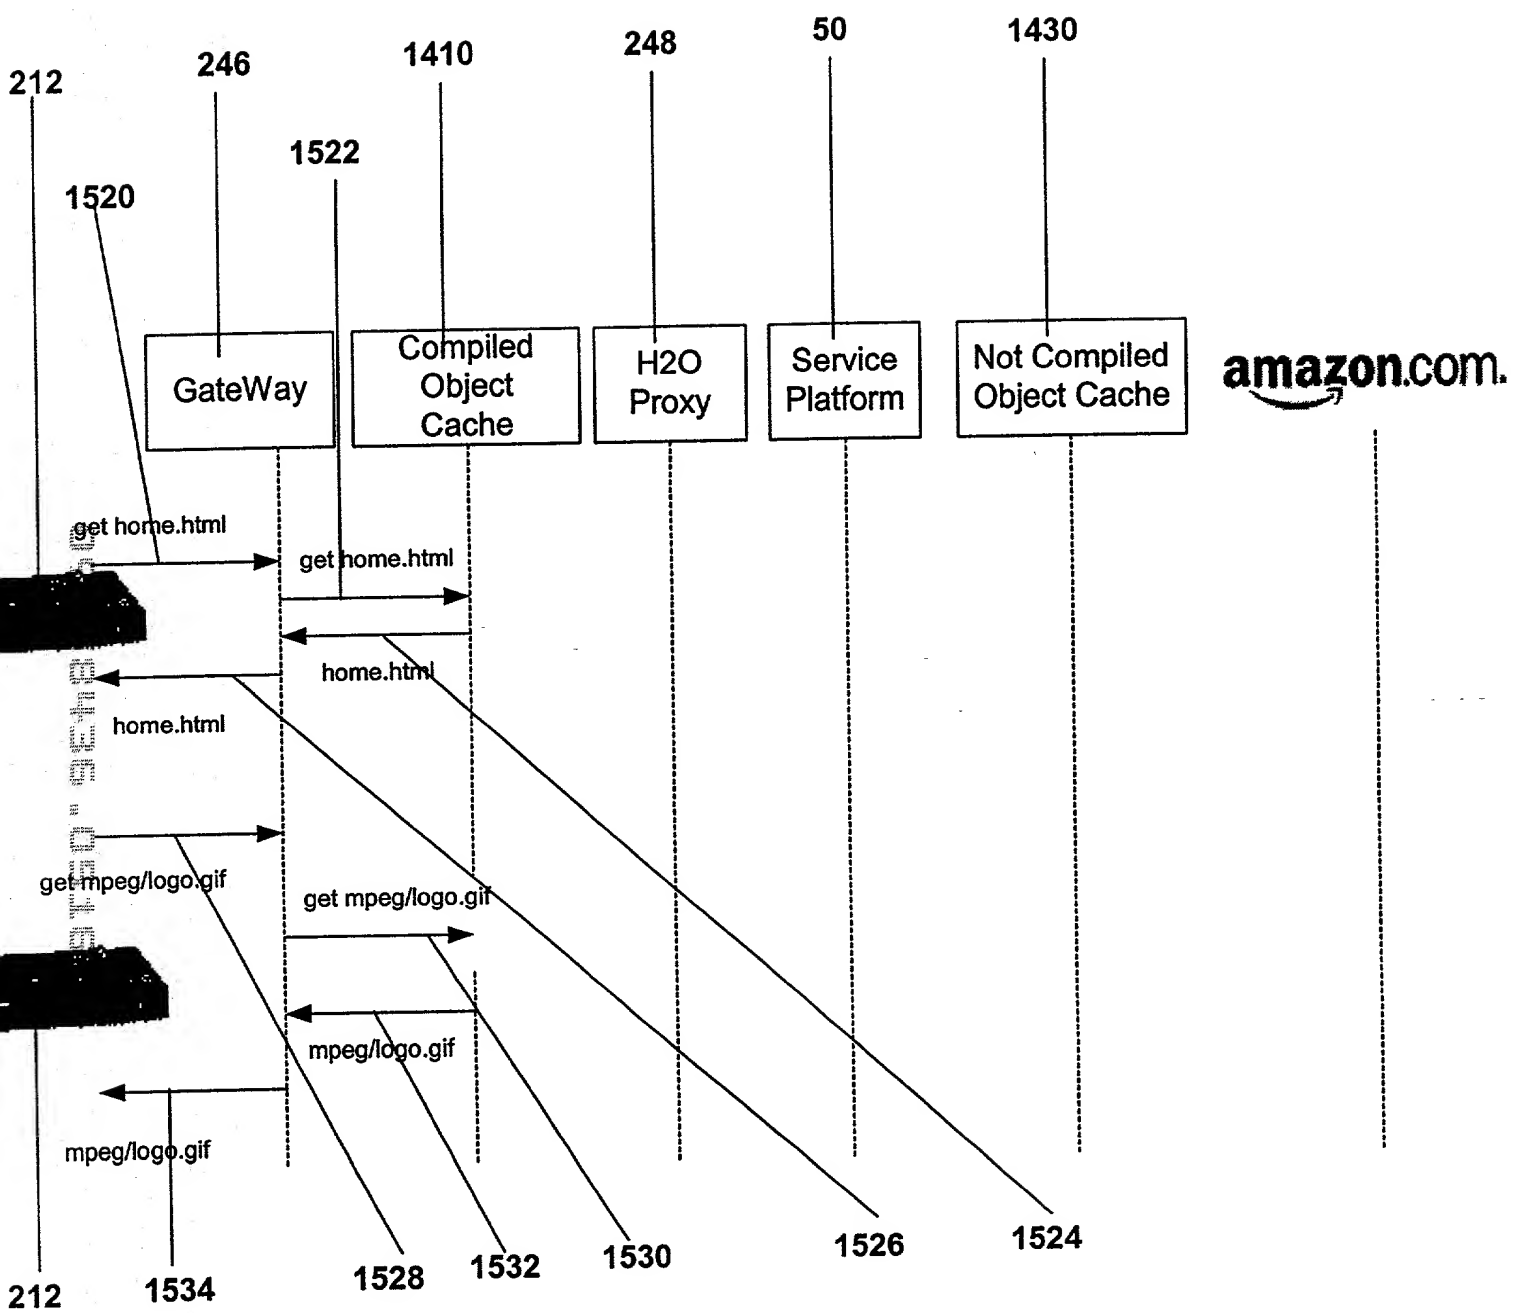 50
1430
248
1410
246
212
1522
1520
GateWay
Compiled
Object
Cache
H2O
Proxy
Service
Platform
Not Compiled
Object Cache
amazon.com.
get home.html
get home.html
home.html
home.html
get mpeg/logo.gif
get mpeg/logo.gif
mpeg/logo.gif
mpeg/logo.gif
1524
1526
1530
1532
1528
1534
212